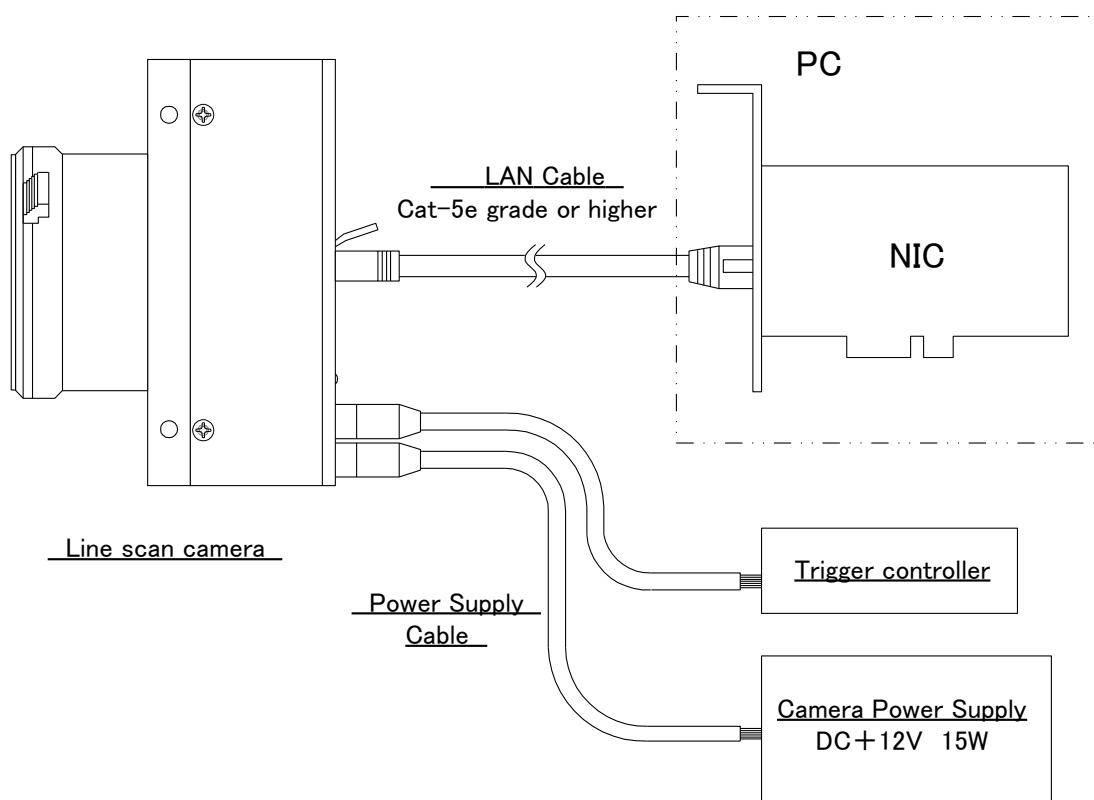 PC
LAN Cable
Cat-5e grade or higher
NIC
Line scan camera
Trigger controller
Power Supply
Cable
Camera Power Supply
DC＋12V 15W